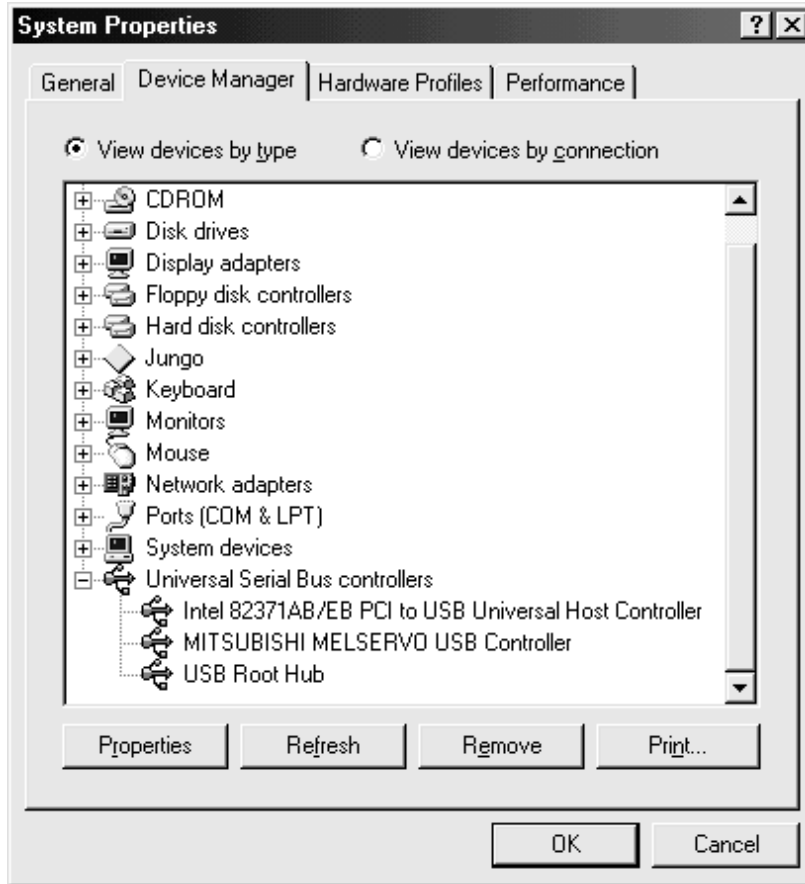 System Properties
General Device Manager Hardware Profiles Performance
View devices by type View devices by connection
CDROM
Disk drives
Display adapters
Floppy disk controllers
Hard disk controllers
Jungo
Keyboard
Monitors
Mouse
Network adapters
Ports (COM & LPT)
System devices
Universal Serial Bus controllers
Intel 82371AB/EB PCI to USB Universal Host Controller
MITSUBISHI MELSERVO USB Controller
USB Root Hub
Properties Refresh Remove Print...
OK Cancel